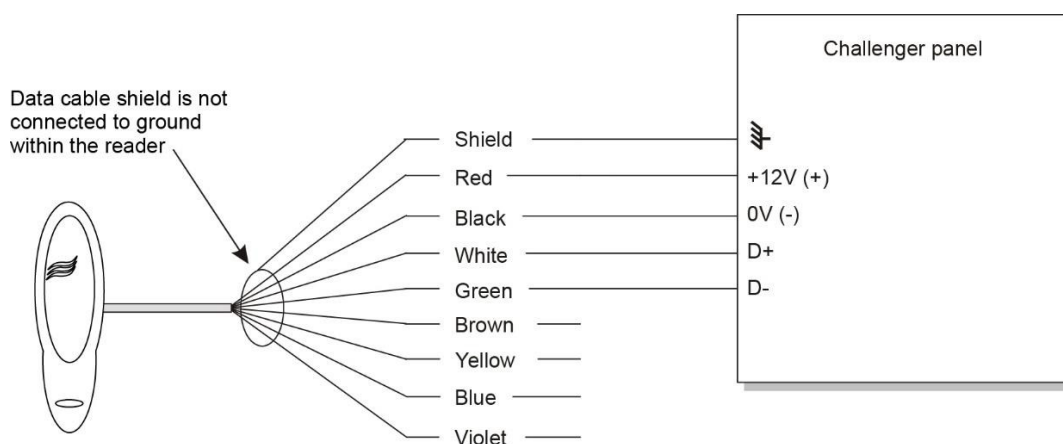 Challenger panel
Data cable shield is not
connected to ground
within the reader
Shield
Red
+12V (+)
Black
0V (-)
White
D+
Green
D-
Brown
Yellow
Blue
Violet